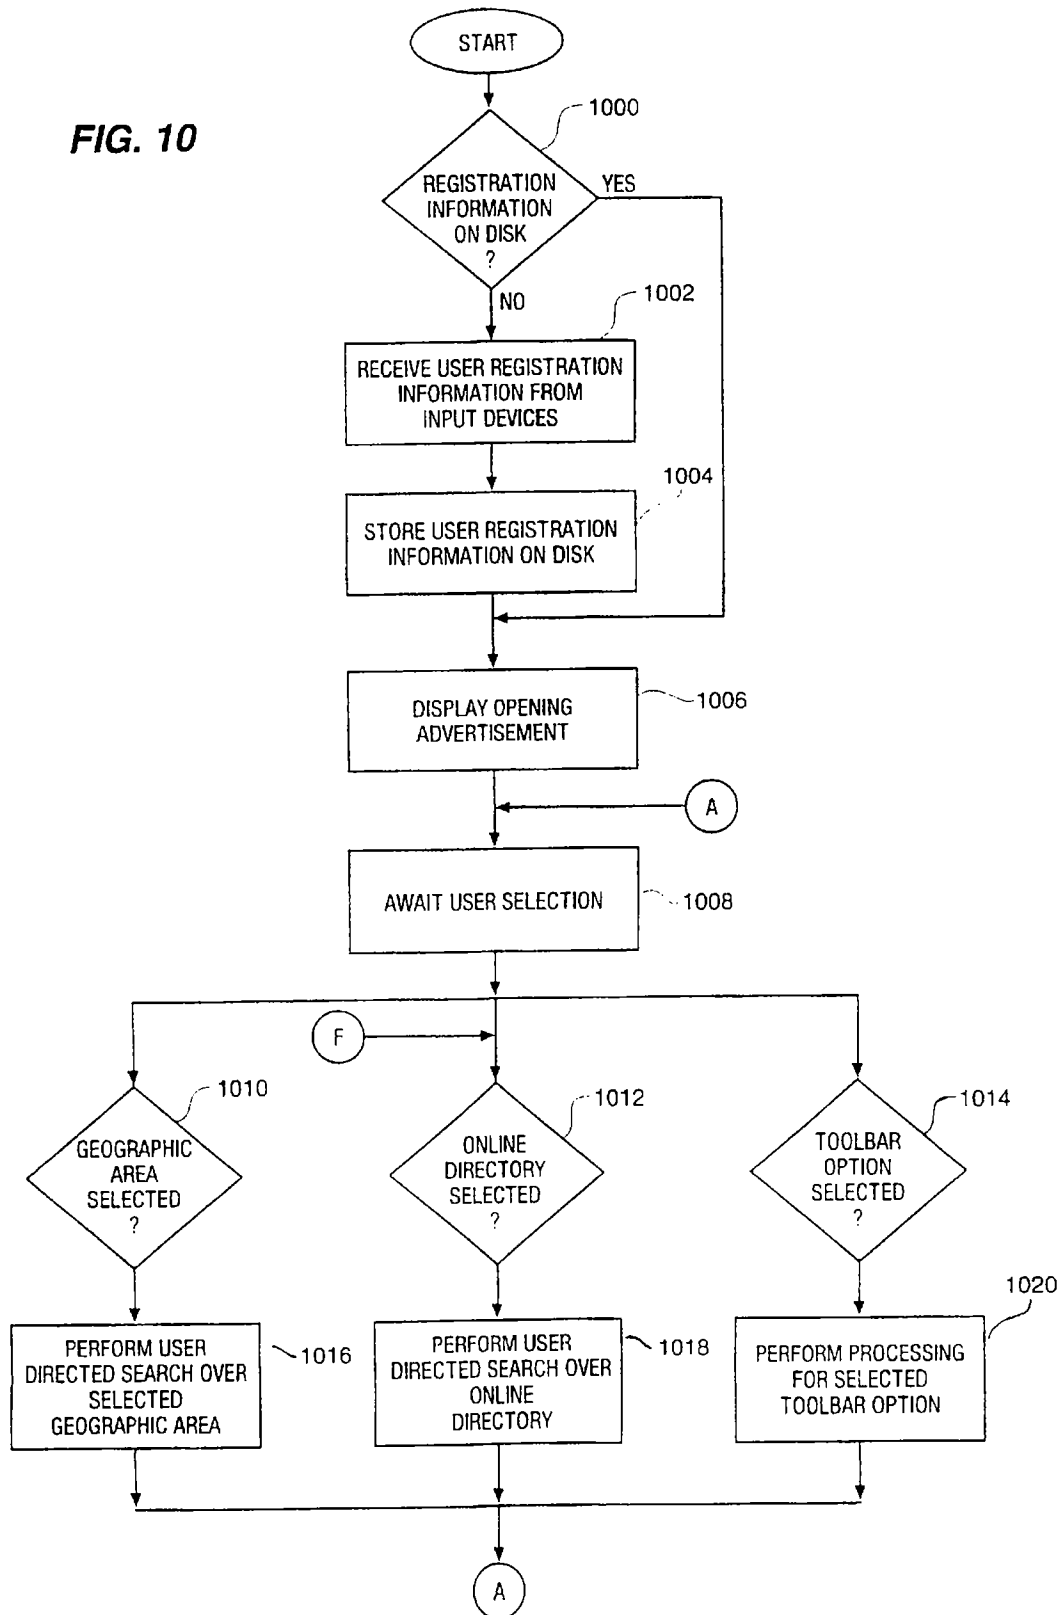 START
FIG. 10
1000
REGISTRATION
INFORMATION
ON DISK
?
YES
NO
1002
RECEIVE USER REGISTRATION
INFORMATION FROM
INPUT DEVICES
1004
STORE USER REGISTRATION
INFORMATION ON DISK
DISPLAY OPENING
ADVERTISEMENT
1006
A
AWAIT USER SELECTION
1008
F
1010
GEOGRAPHIC
AREA
SELECTED
?
1012
ONLINE
DIRECTORY
SELECTED
?
1014
TOOLBAR
OPTION
SELECTED
?
PERFORM USER
DIRECTED SEARCH OVER
SELECTED
GEOGRAPHIC AREA
1016
PERFORM USER
DIRECTED SEARCH OVER
ONLINE
DIRECTORY
1018
1020
PERFORM PROCESSING
FOR SELECTED
TOOLBAR OPTION
A